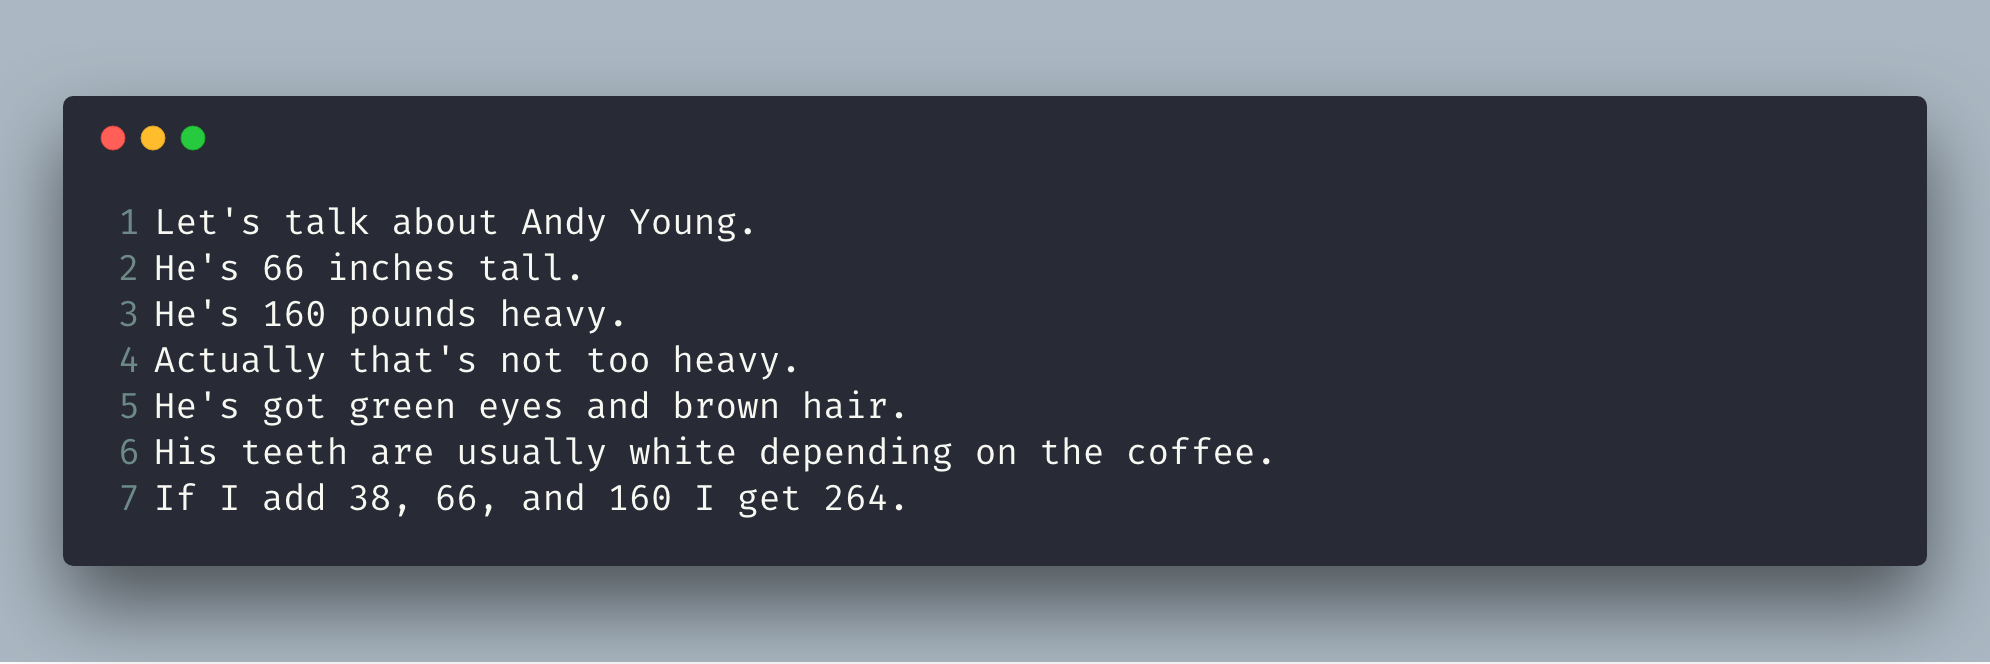 1 Let's talk about Andy Young.
2 He's 66 inches tall.
3 He's 160 pounds heavy.
4 Actually that's not too heavy.
5 He's got green eyes and brown hair.
6 His teeth are usually white depending on the coffee.
7 If I add 38, 66, and 160 I get 264.